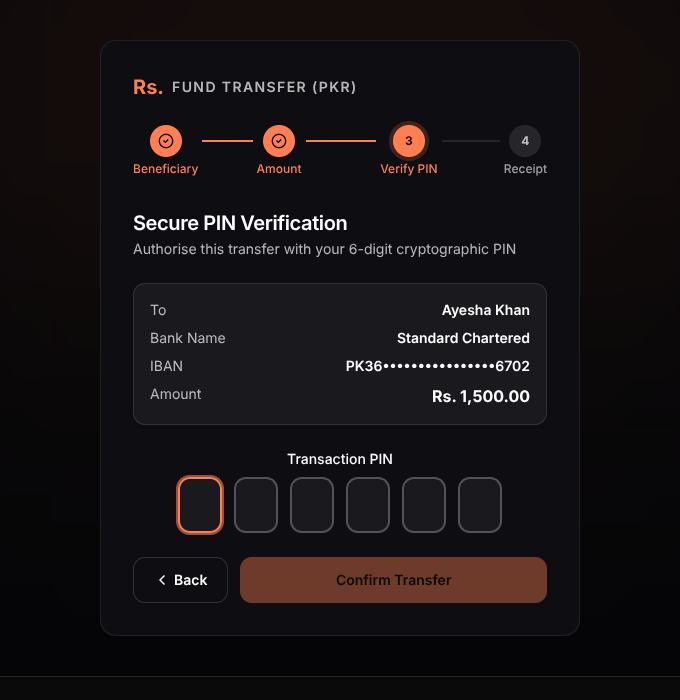 Rs. FUND TRANSFER (PKR)
3 4
Beneficiary Amount Verify PIN Receipt
Secure PIN Verification
Authorise this transfer with your 6-digit cryptographic PIN
To Ayesha Khan
Bank Name Standard Chartered
IBAN PK36•••••••••••••••••6702
Amount Rs. 1,500.00
Transaction PIN
Back Confirm Transfer